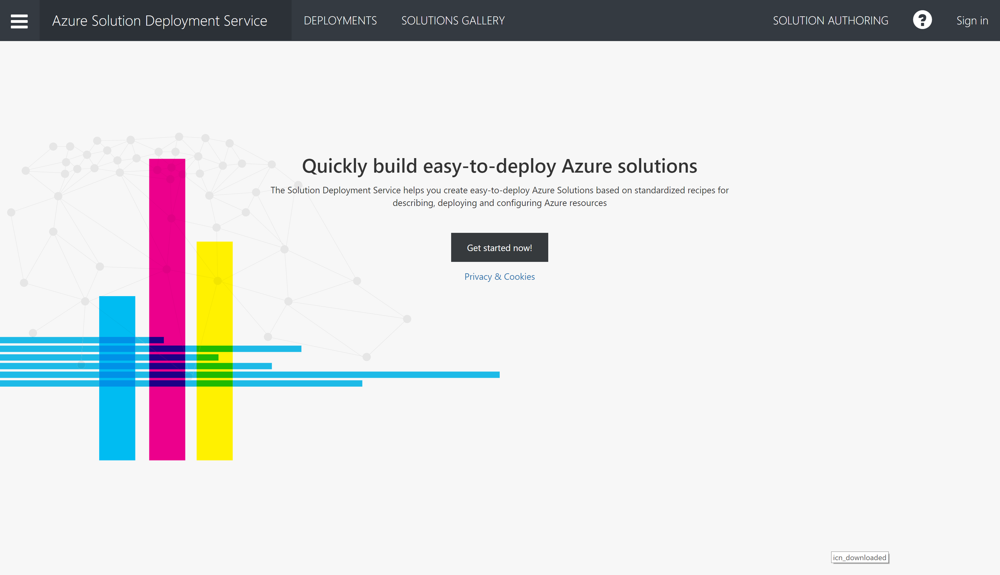 Azure Solution Deployment Service
DEPLOYMENTS
SOLUTIONS GALLERY
SOLUTION AUTHORING
?
Sign in
Quickly build easy-to-deploy Azure solutions
The Solution Deployment Service helps you create easy-to-deploy Azure Solutions based on standardized recipes for
describing, deploying and configuring Azure resources
Get started now!
Privacy & Cookies
icn_downloaded